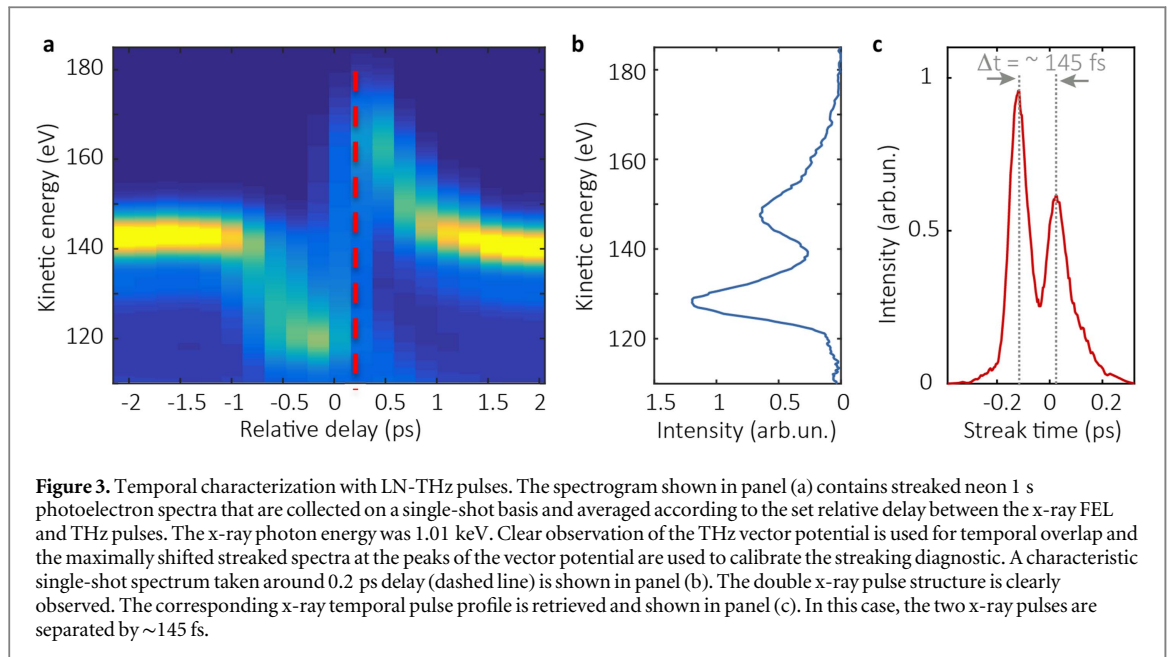 a
b
c
180
160
140
120
Kinetic energy (eV)
-2 -1.5 -1 -0.5 0 0.5 1 1.5 2
Relative delay (ps)
180
160
140
120
Kinetic energy (eV)
1.5 1 0.5 0
Intensity (arb.un.)
Δt = ~ 145 fs
1
0.5
0
Intensity (arb.un.)
-0.2 0 0.2
Streak time (ps)
Figure 3. Temporal characterization with LN-THz pulses. The spectrogram shown in panel (a) contains streaked neon 1 s
photoelectron spectra that are collected on a single-shot basis and averaged according to the set relative delay between the x-ray FEL
and THz pulses. The x-ray photon energy was 1.01 keV. Clear observation of the THz vector potential is used for temporal overlap and
the maximally shifted streaked spectra at the peaks of the vector potential are used to calibrate the streaking diagnostic. A characteristic
single-shot spectrum taken around 0.2 ps delay (dashed line) is shown in panel (b). The double x-ray pulse structure is clearly
observed. The corresponding x-ray temporal pulse profile is retrieved and shown in panel (c). In this case, the two x-ray pulses are
separated by ~145 fs.